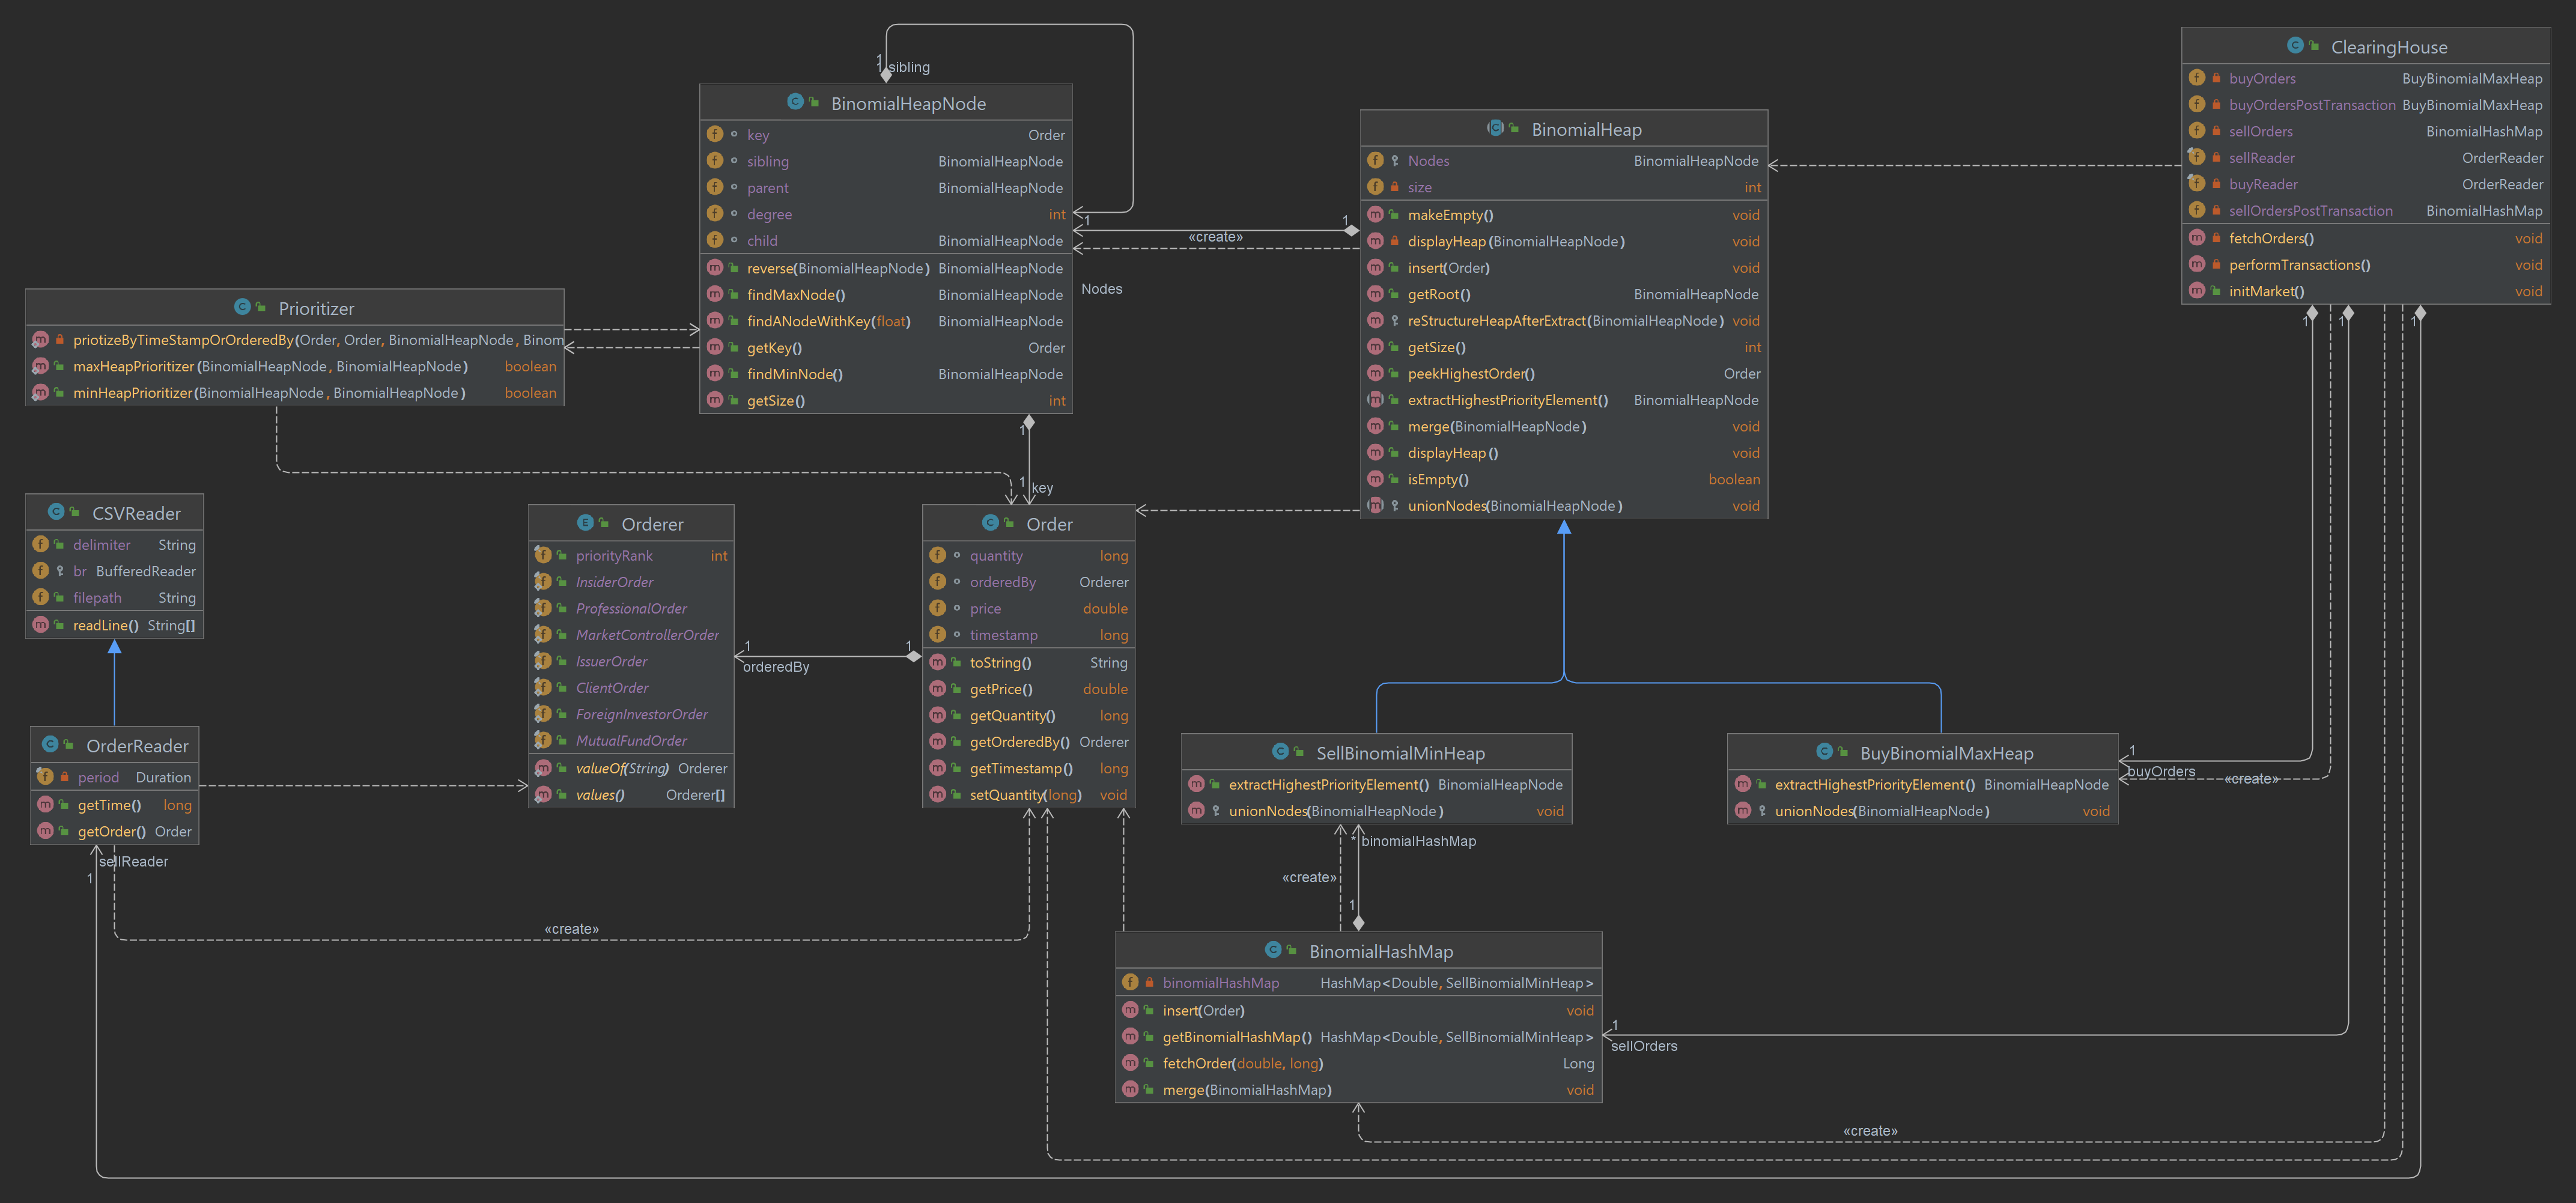 1
sibling
BinomialHeapNode
key Order
sibling BinomialHeapNode
parent BinomialHeapNode
degree int
child BinomialHeapNode
reverse(BinomialHeapNode) BinomialHeapNode
findMaxNode() BinomialHeapNode
findANodeWithKey(float) BinomialHeapNode
getKey() Order
findMinNode() BinomialHeapNode
getSize() int
1
«create»
1
Nodes
BinomialHeap
Nodes BinomialHeapNode
size int
makeEmpty() void
displayHeap(BinomialHeapNode) void
insert(Order) void
getRoot() BinomialHeapNode
reStructureHeapAfterExtract(BinomialHeapNode) void
getSize() int
peekHighestOrder() Order
extractHighestPriorityElement() BinomialHeapNode
merge(BinomialHeapNode) void
displayHeap() void
isEmpty() boolean
unionNodes(BinomialHeapNode) void
ClearingHouse
buyOrders BuyBinomialMaxHeap
buyOrdersPostTransaction BuyBinomialMaxHeap
sellOrders BinomialHashMap
sellReader OrderReader
buyReader OrderReader
sellOrdersPostTransaction BinomialHashMap
fetchOrders() void
performTransactions() void
initMarket() void
1
1
1
Prioritizer
priotizeByTimeStampOrOrderedBy(Order, Order, BinomialHeapNode, Binom
maxHeapPrioritizer(BinomialHeapNode, BinomialHeapNode) boolean
minHeapPrioritizer(BinomialHeapNode, BinomialHeapNode) boolean
1
1
key
CSVReader
delimiter String
br BufferedReader
filepath String
readLine() String[]
Orderer
priorityRank int
InsiderOrder
ProfessionalOrder
MarketControllerOrder
IssuerOrder
ClientOrder
ForeignInvestorOrder
MutualFundOrder
valueOf(String) Orderer
values() Orderer[]
1
orderedBy
1
Order
quantity long
orderedBy Orderer
price double
timestamp long
toString() String
getPrice() double
getQuantity() long
getOrderedBy() Orderer
getTimestamp() long
setQuantity(long) void
OrderReader
period Duration
getTime() long
getOrder() Order
sellReader
1
«create»
SellBinomialMinHeap
extractHighestPriorityElement() BinomialHeapNode
unionNodes(BinomialHeapNode) void
BuyBinomialMaxHeap
extractHighestPriorityElement() BinomialHeapNode
unionNodes(BinomialHeapNode) void
1
buyOrders
«create»
* binomialHashMap
«create»
1
BinomialHashMap
binomialHashMap HashMap<Double, SellBinomialMinHeap>
insert(Order) void
getBinomialHashMap() HashMap<Double, SellBinomialMinHeap>
fetchOrder(double, long) Long
merge(BinomialHashMap) void
1
sellOrders
«create»